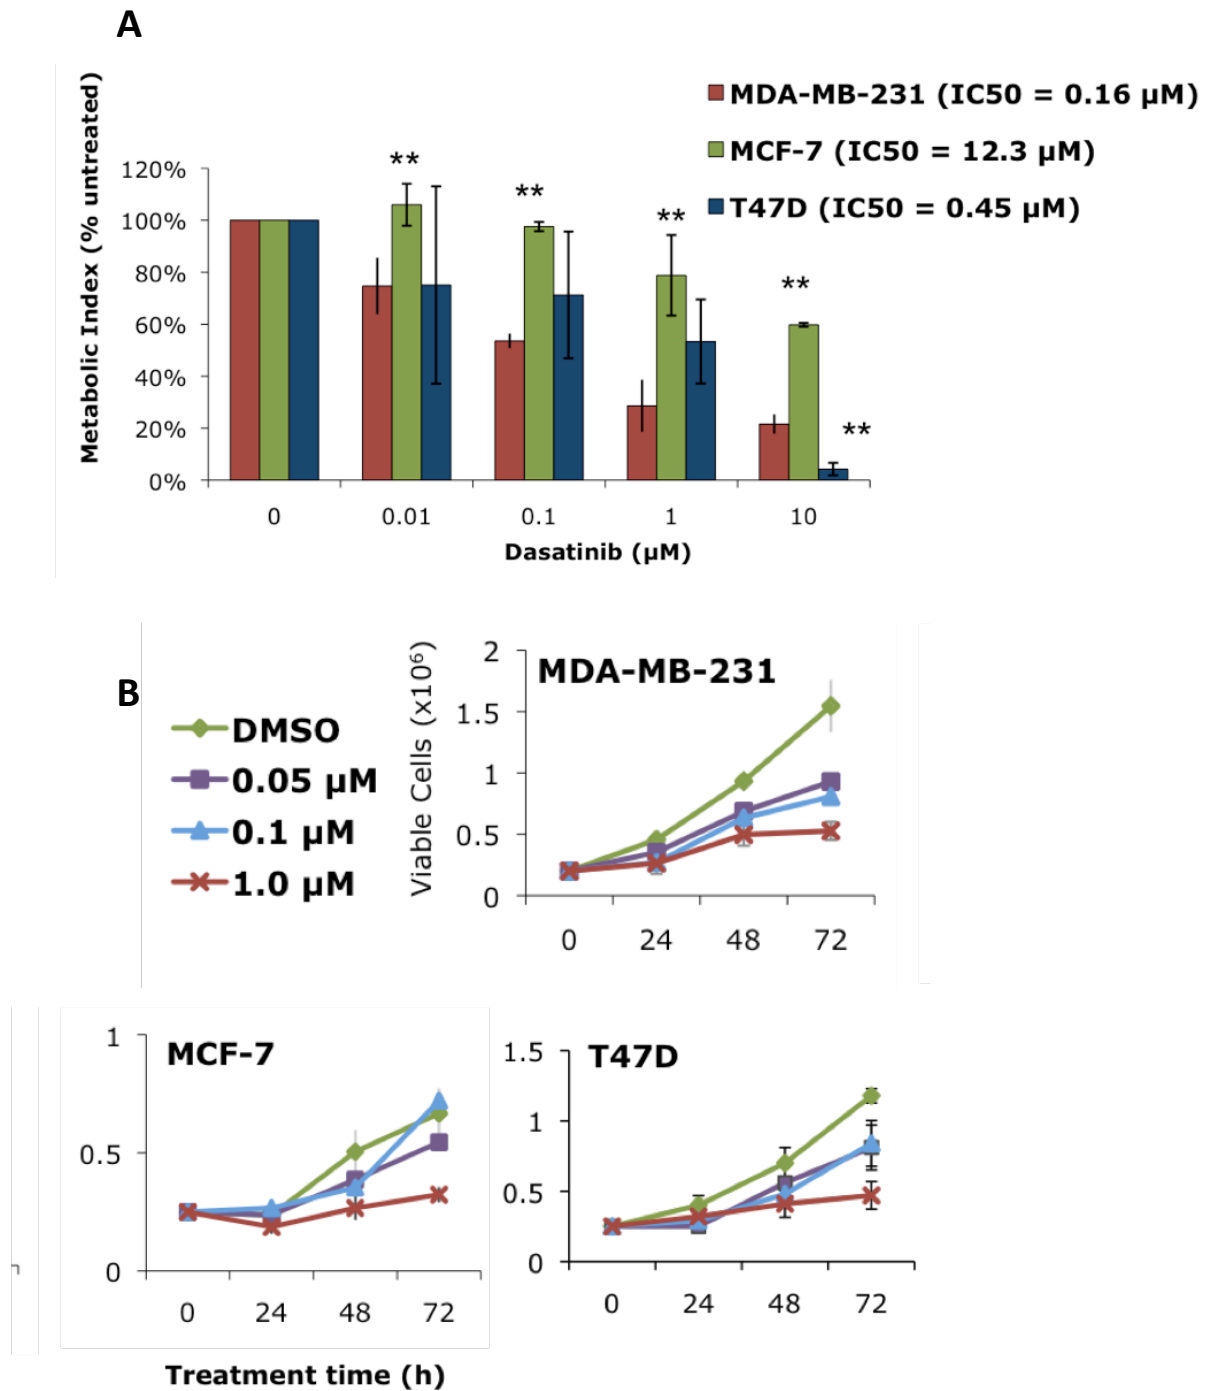 A
Metabolic Index (% untreated)
MDA-MB-231 (IC50 = 0.16 µM)
MCF-7 (IC50 = 12.3 µM)
T47D (IC50 = 0.45 µM)
120%
100%
80%
60%
40%
20%
0%
**
**
**
**
**
0 0.01 0.1 1 10
Dasatinib (µM)
B
DMSO
0.05 µM
0.1 µM
1.0 µM
Viable Cells (x10⁶)
MDA-MB-231
2
1.5
1
0.5
0
0 24 48 72
MCF-7
1
0.5
0
0 24 48 72
T47D
1.5
1
0.5
0
0 24 48 72
Treatment time (h)